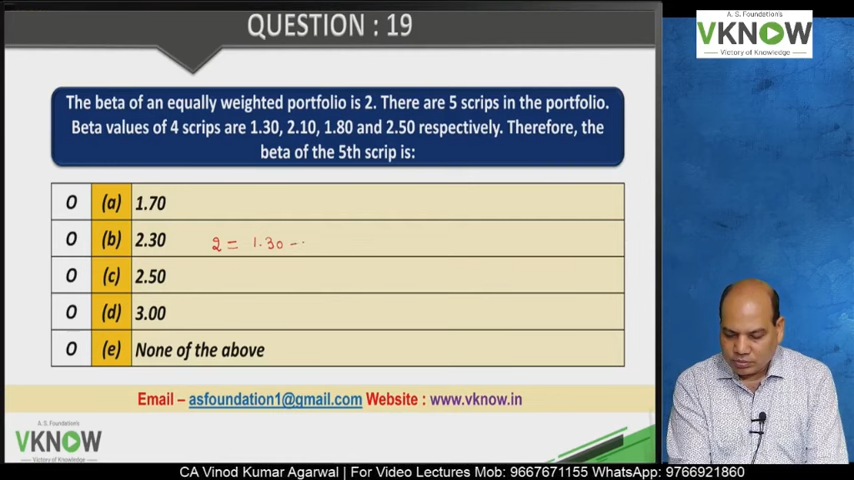 QUESTION : 19
A. S. Foundation's
VKNOW
Victory of Knowledge
The beta of an equally weighted portfolio is 2. There are 5 scrips in the portfolio.
Beta values of 4 scrips are 1.30, 2.10, 1.80 and 2.50 respectively. Therefore, the
beta of the 5th scrip is:
O (a) 1.70
O (b) 2.30 2 = 1.30 -
O (c) 2.50
O (d) 3.00
O (e) None of the above
Email – asfoundation1@gmail.com Website : www.vknow.in
A. S. Foundation's
VKNOW
Victory of Knowledge
CA Vinod Kumar Agarwal | For Video Lectures Mob: 9667671155 WhatsApp: 9766921860